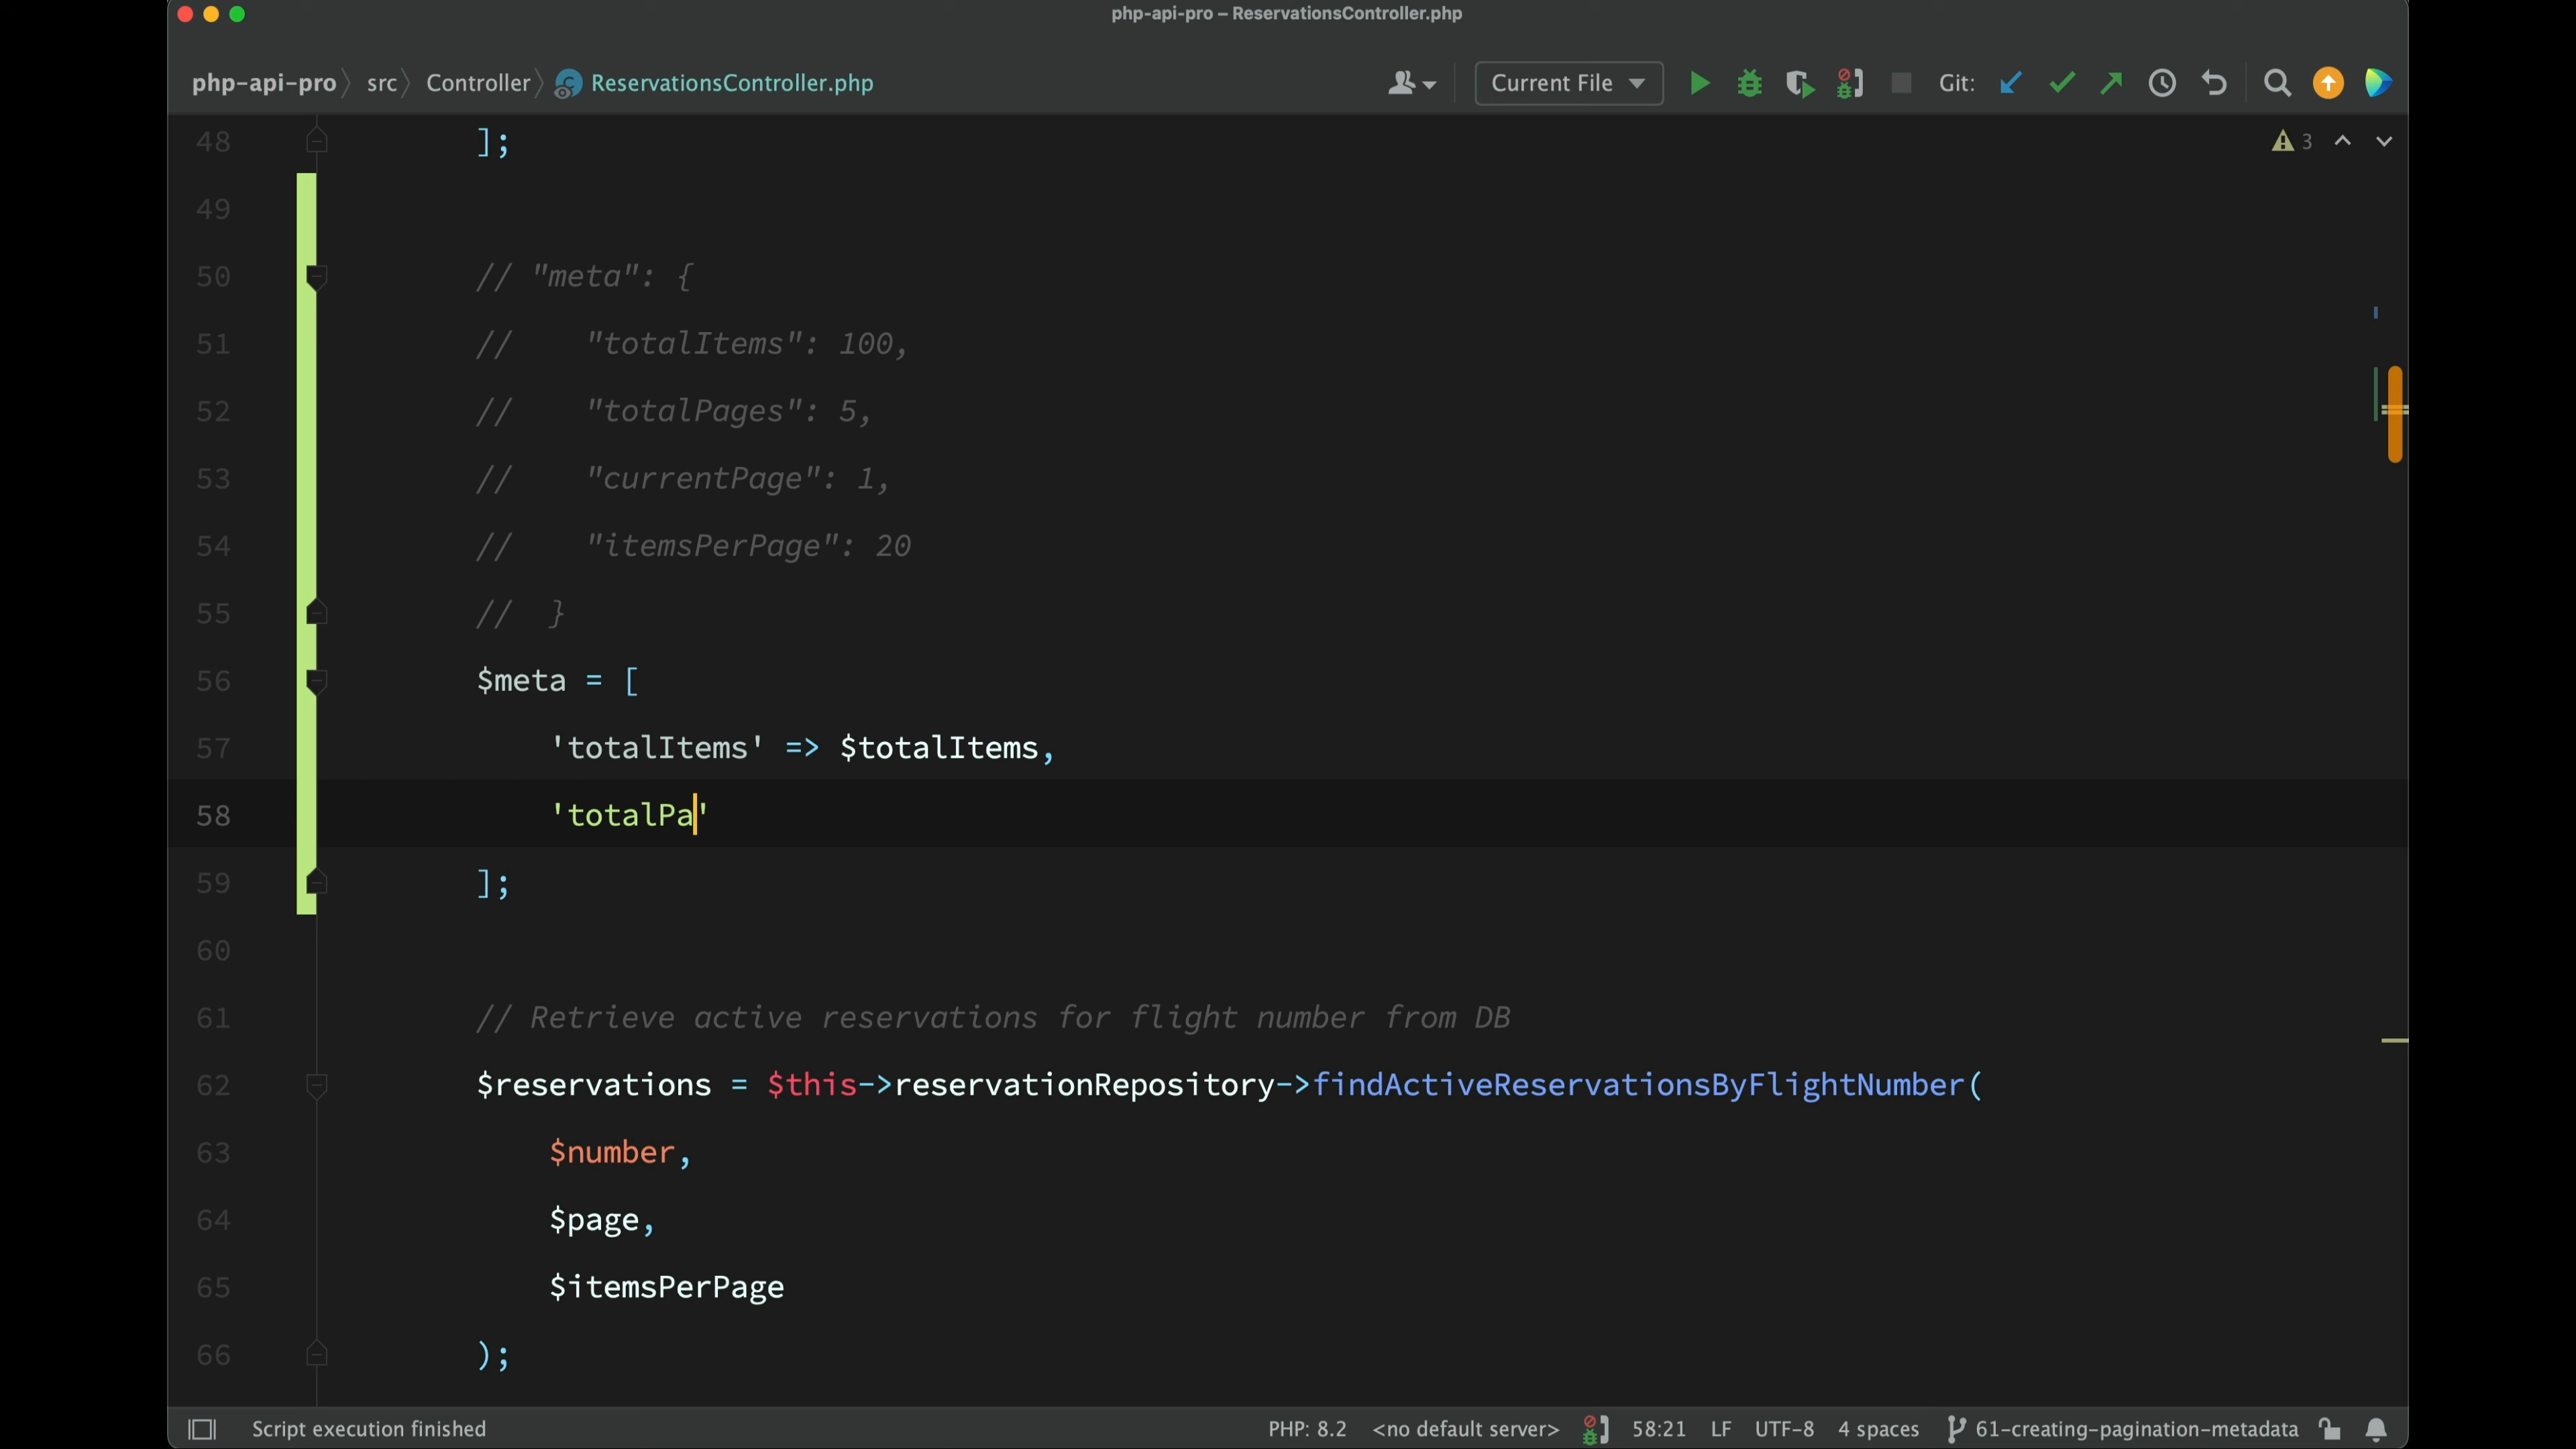 php-api-pro – ReservationsController.php
php-api-pro src Controller ReservationsController.php Current File Git:
48 ]; 3
49
50 // "meta": {
51 // "totalItems": 100,
52 // "totalPages": 5,
53 // "currentPage": 1,
54 // "itemsPerPage": 20
55 // }
56 $meta = [
57 'totalItems' => $totalItems,
58 'totalPa'
59 ];
60
61 // Retrieve active reservations for flight number from DB
62 $reservations = $this->reservationRepository->findActiveReservationsByFlightNumber(
63 $number,
64 $page,
65 $itemsPerPage
66 );
Script execution finished PHP: 8.2 <no default server> 58:21 LF UTF-8 4 spaces 61-creating-pagination-metadata